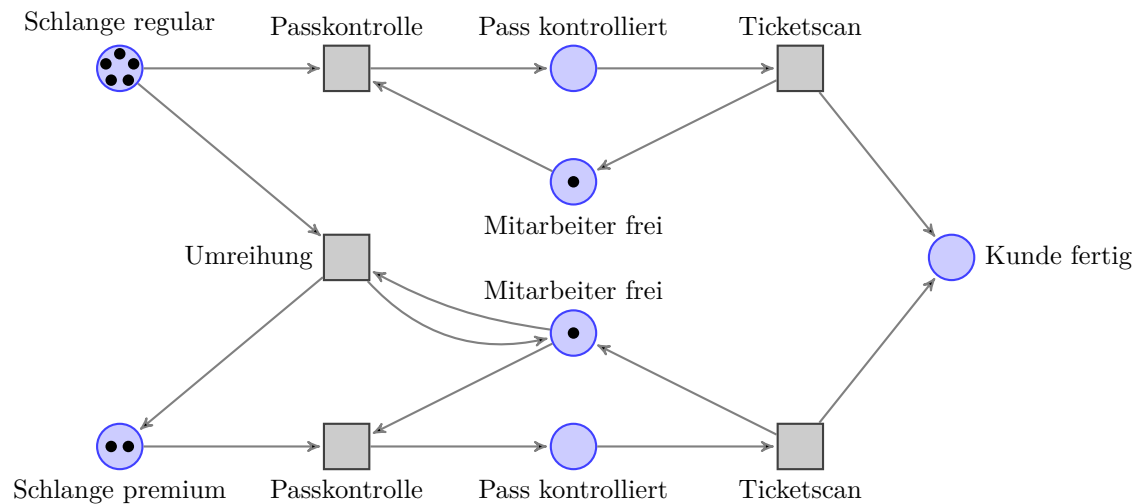 Schlange regular
Passkontrolle
Pass kontrolliert
Ticketscan
Mitarbeiter frei
Umreihung
Kunde fertig
Mitarbeiter frei
Schlange premium
Passkontrolle
Pass kontrolliert
Ticketscan